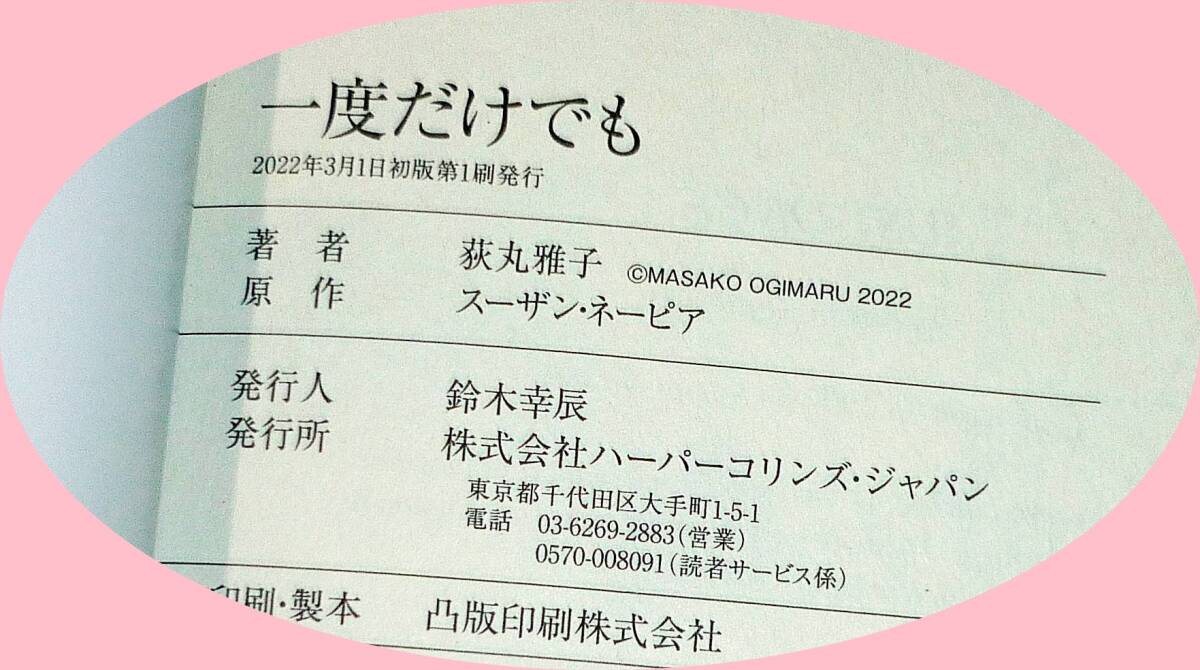 一度だけでも
2022年3月1日初版第1刷発行
著 者 荻丸雅子 ©MASAKO OGIMARU 2022
原 作 スーザン・ネーピア
発行人 鈴木幸辰
発行所 株式会社ハーパーコリンズ・ジャパン
東京都千代田区大手町1-5-1
電話 03-6269-2883(営業)
0570-008091(読者サービス係)
印刷・製本 凸版印刷株式会社